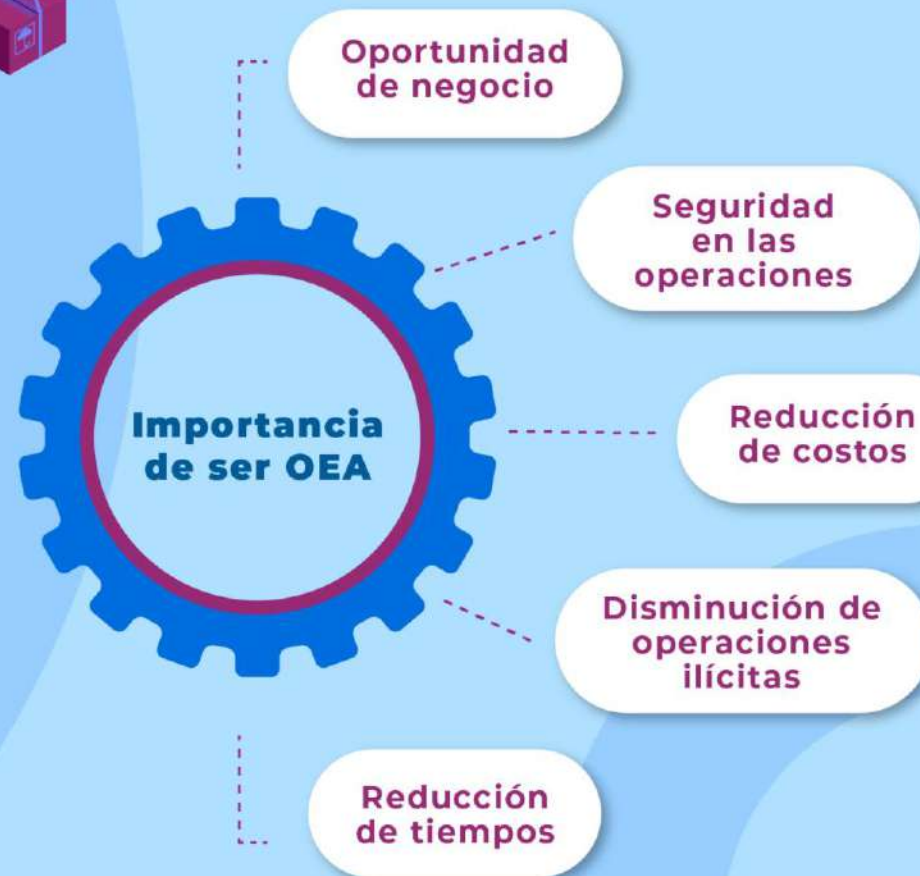 Oportunidad
de negocio
Seguridad
en las
operaciones
Importancia
de ser OEA
Reducción
de costos
Disminución de
operaciones
ilícitas
Reducción
de tiempos